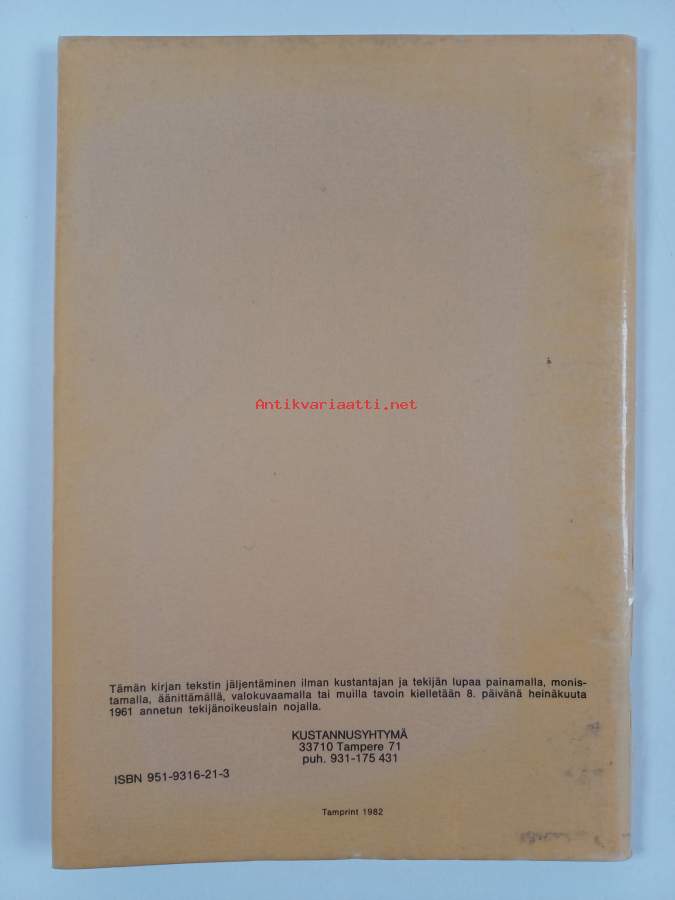 Antikvariaatti.net
Tämän kirjan tekstin jäljentäminen ilman kustantajan ja tekijän lupaa painamalla, monis-
tamalla, äänittämällä, valokuvaamalla tai muilla tavoin kielletään 8. päivänä heinäkuuta
1961 annetun tekijänoikeuslain nojalla.
KUSTANNUSYHTYMÄ
33710 Tampere 71
puh. 931-175 431
ISBN 951-9316-21-3
Tamprint 1982